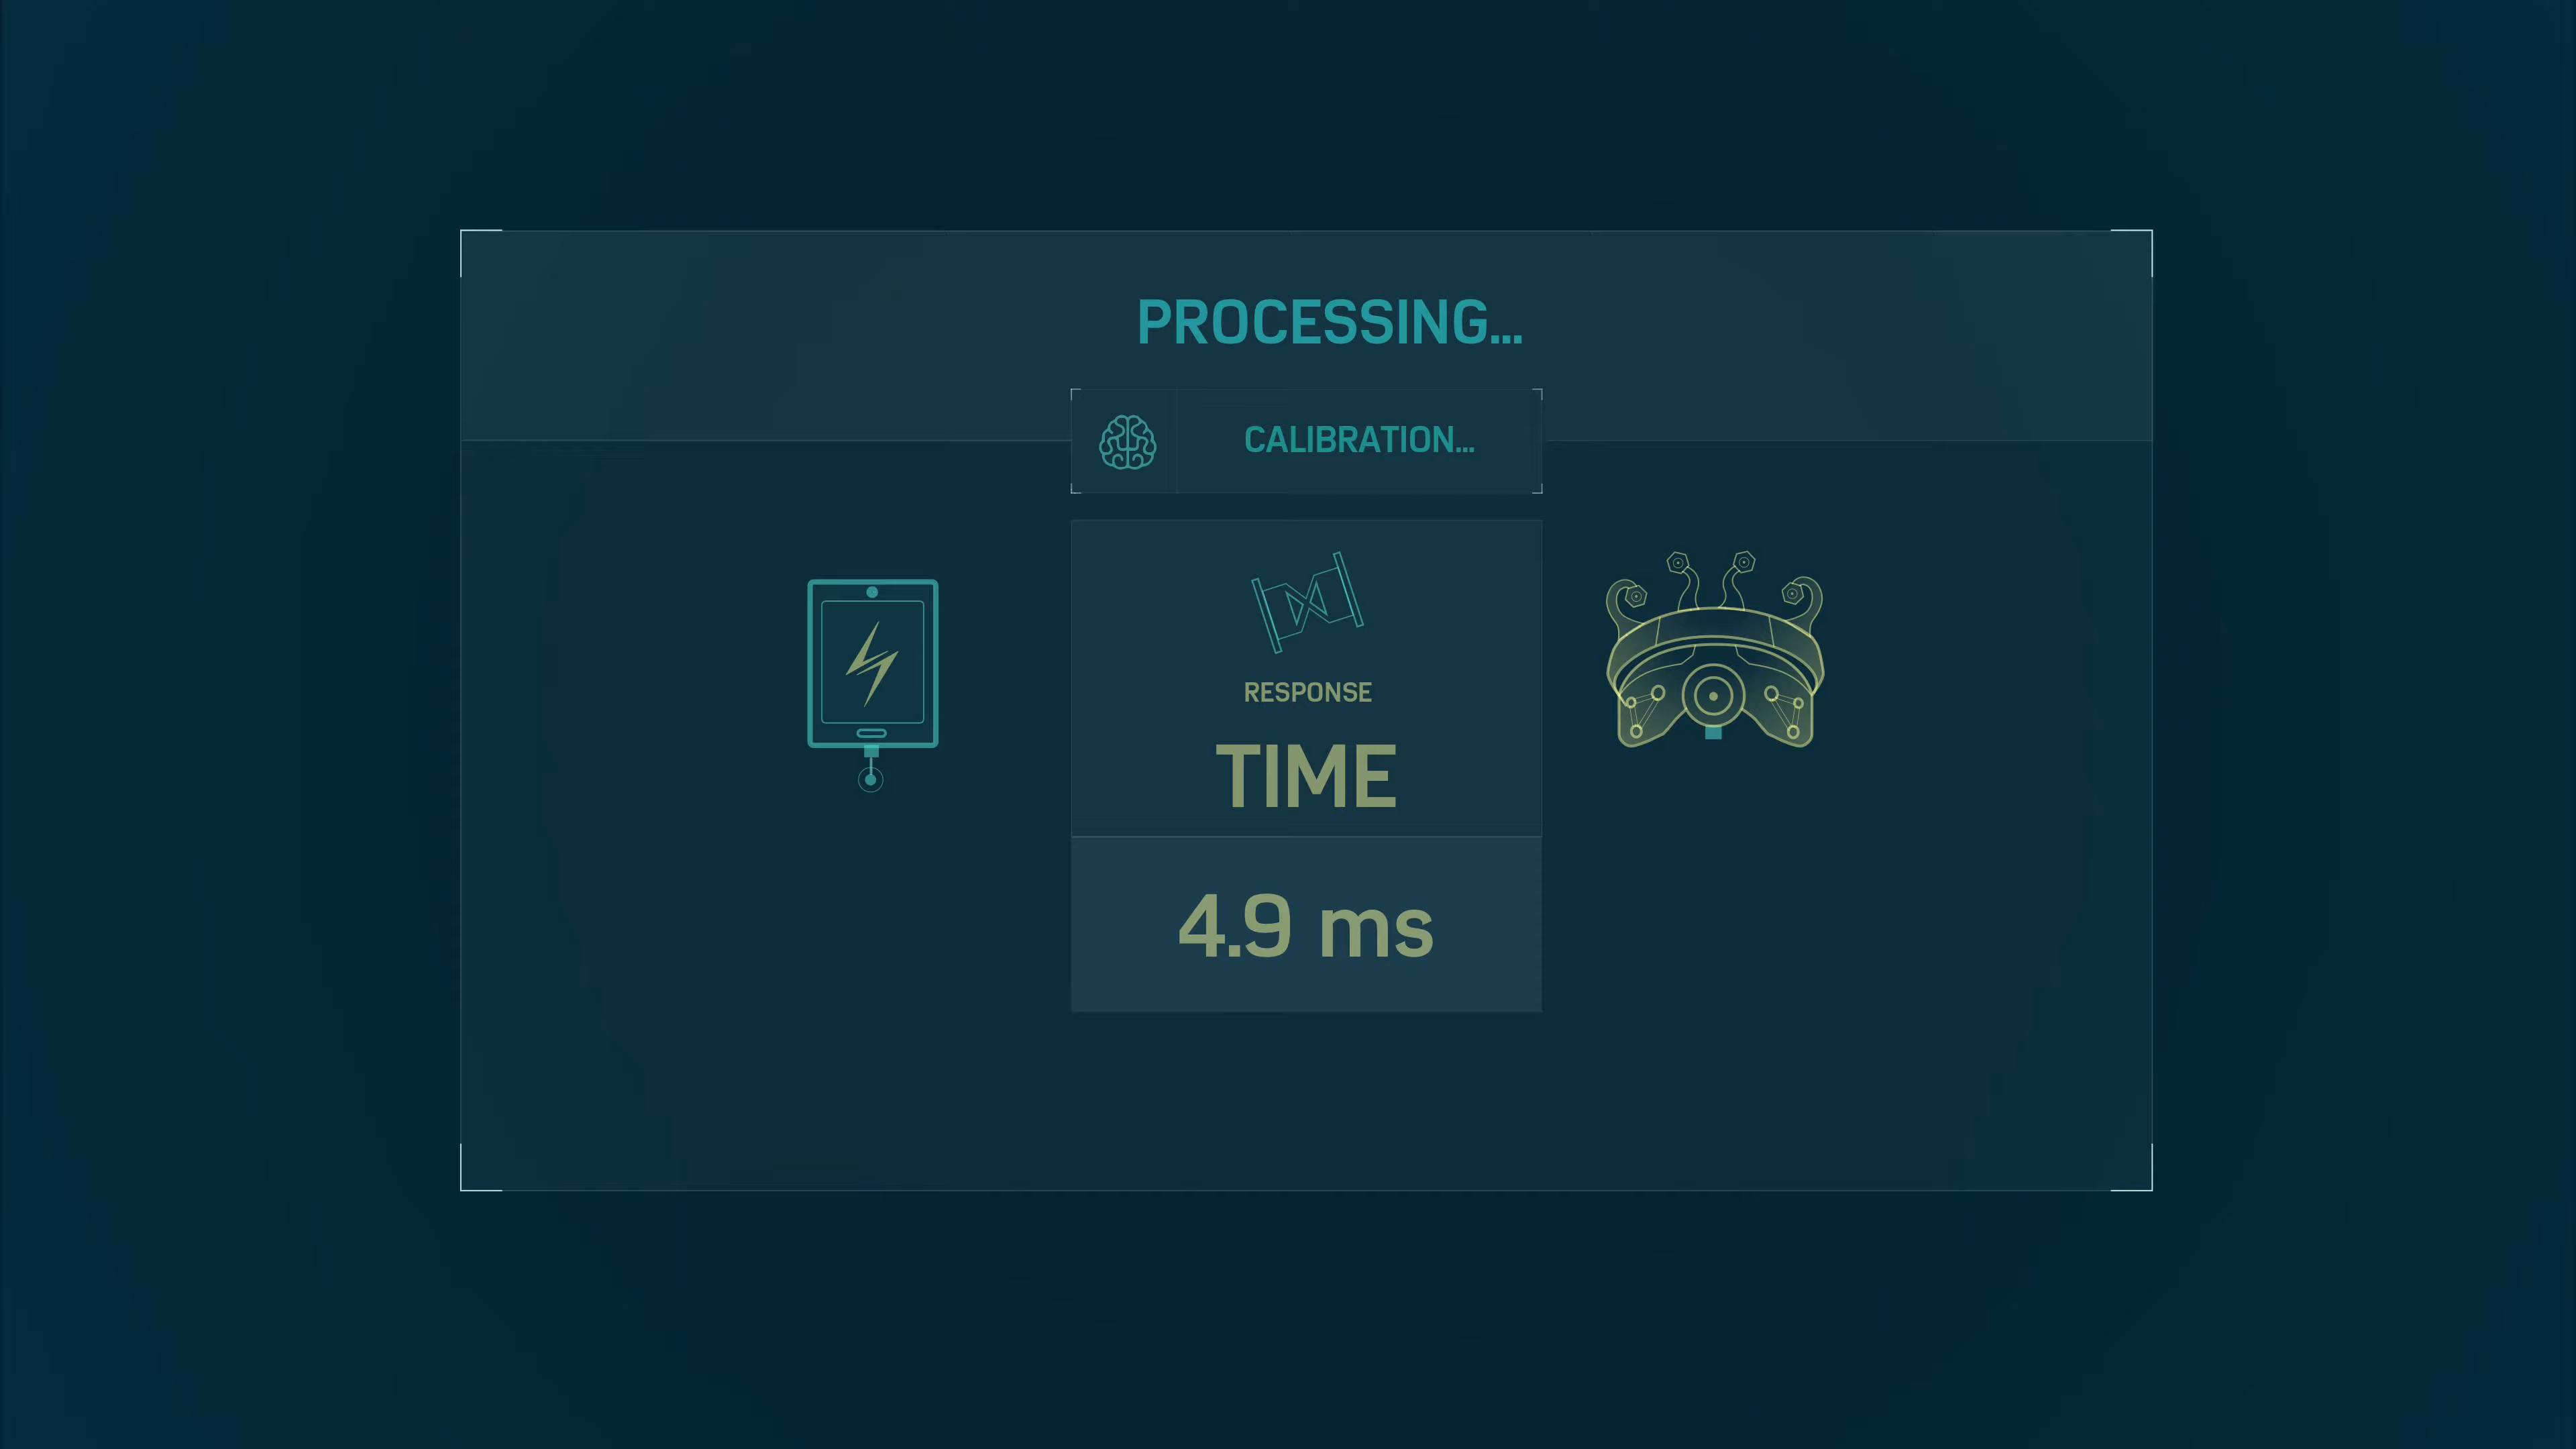 PROCESSING...
CALIBRATION...
RESPONSE
TIME
4.9 ms